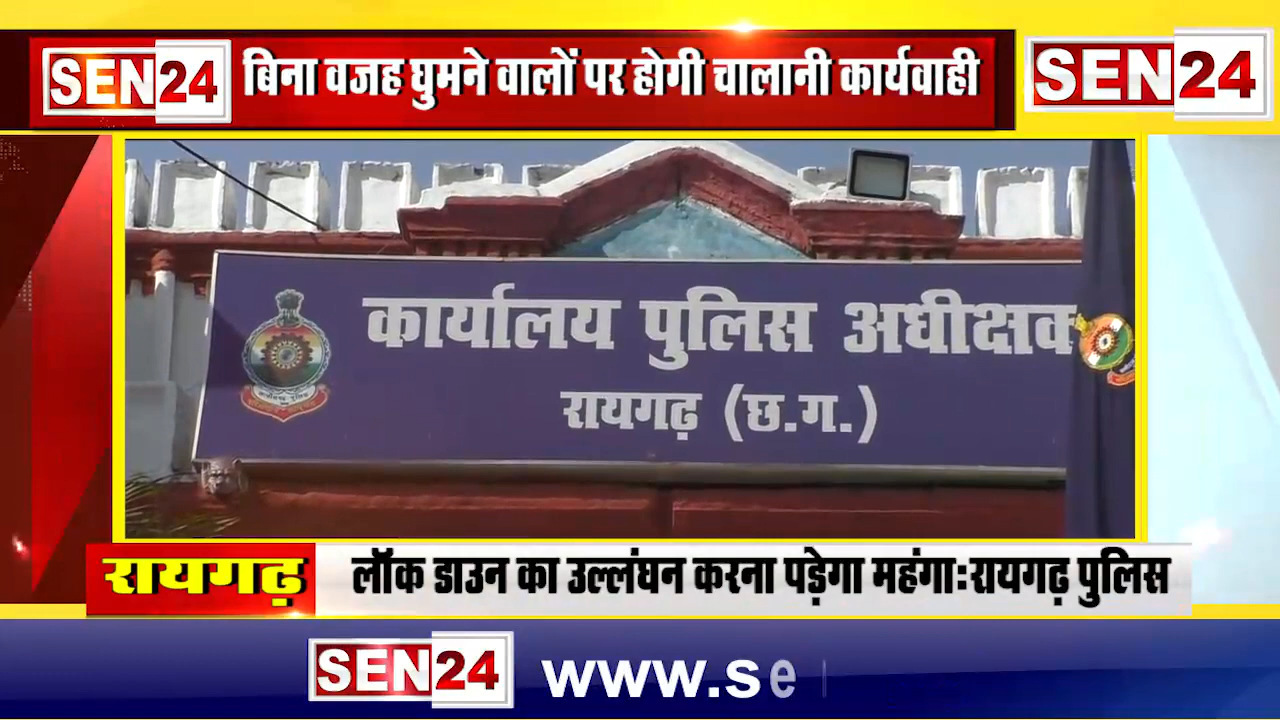 SEN24 बिना वजह घुमने वालों पर होगी चालानी कार्यवाही SEN24
कार्यालय पुलिस अधीक्षक
रायगढ़ (छ.ग.)
रायगढ़ लॉक डाउन का उल्लंघन करना पड़ेगा महंगाःरायगढ़ पुलिस
SEN24 www.se